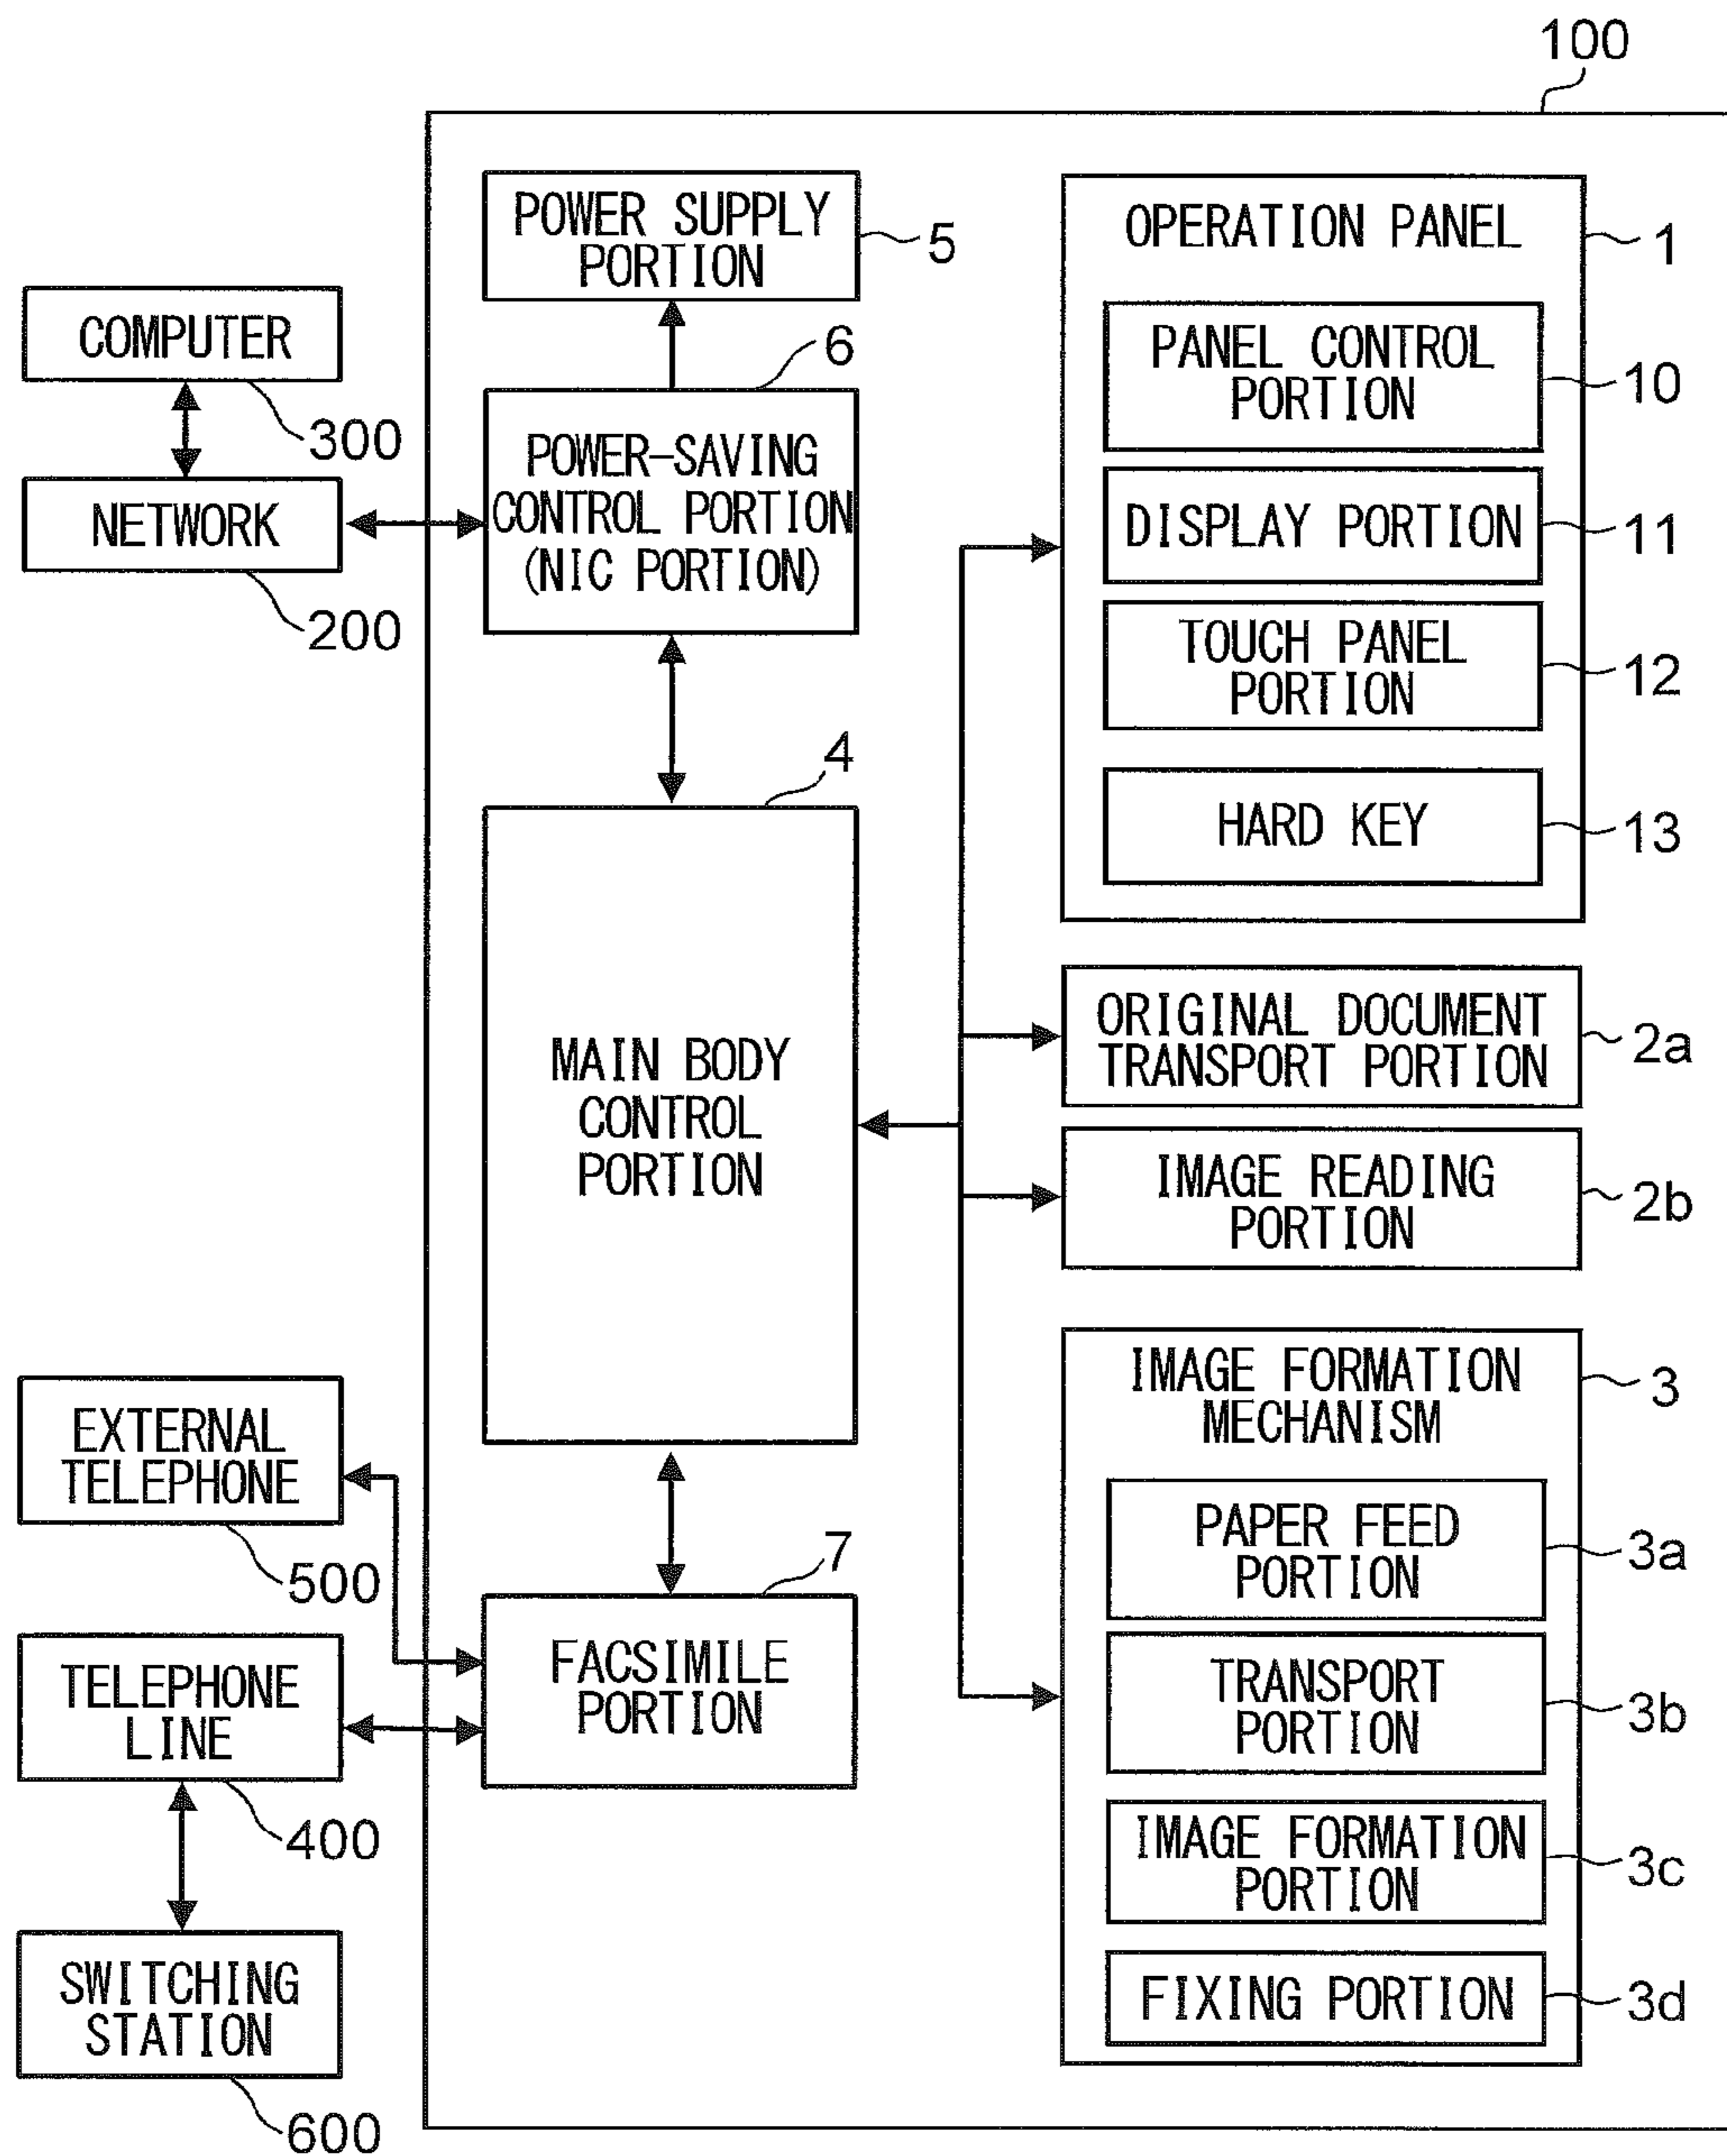 100
POWER SUPPLY
PORTION
5
6
POWER-SAVING
CONTROL PORTION
(NIC PORTION)
COMPUTER
300
NETWORK
200
4
MAIN BODY
CONTROL
PORTION
OPERATION PANEL
1
PANEL CONTROL
PORTION
10
DISPLAY PORTION
11
TOUCH PANEL
PORTION
12
HARD KEY
13
ORIGINAL DOCUMENT
TRANSPORT PORTION
2a
IMAGE READING
PORTION
2b
IMAGE FORMATION
MECHANISM
3
PAPER FEED
PORTION
3a
TRANSPORT
PORTION
3b
IMAGE FORMATION
PORTION
3c
FIXING PORTION
3d
EXTERNAL
TELEPHONE
500
7
FACSIMILE
PORTION
TELEPHONE
LINE
400
SWITCHING
STATION
600